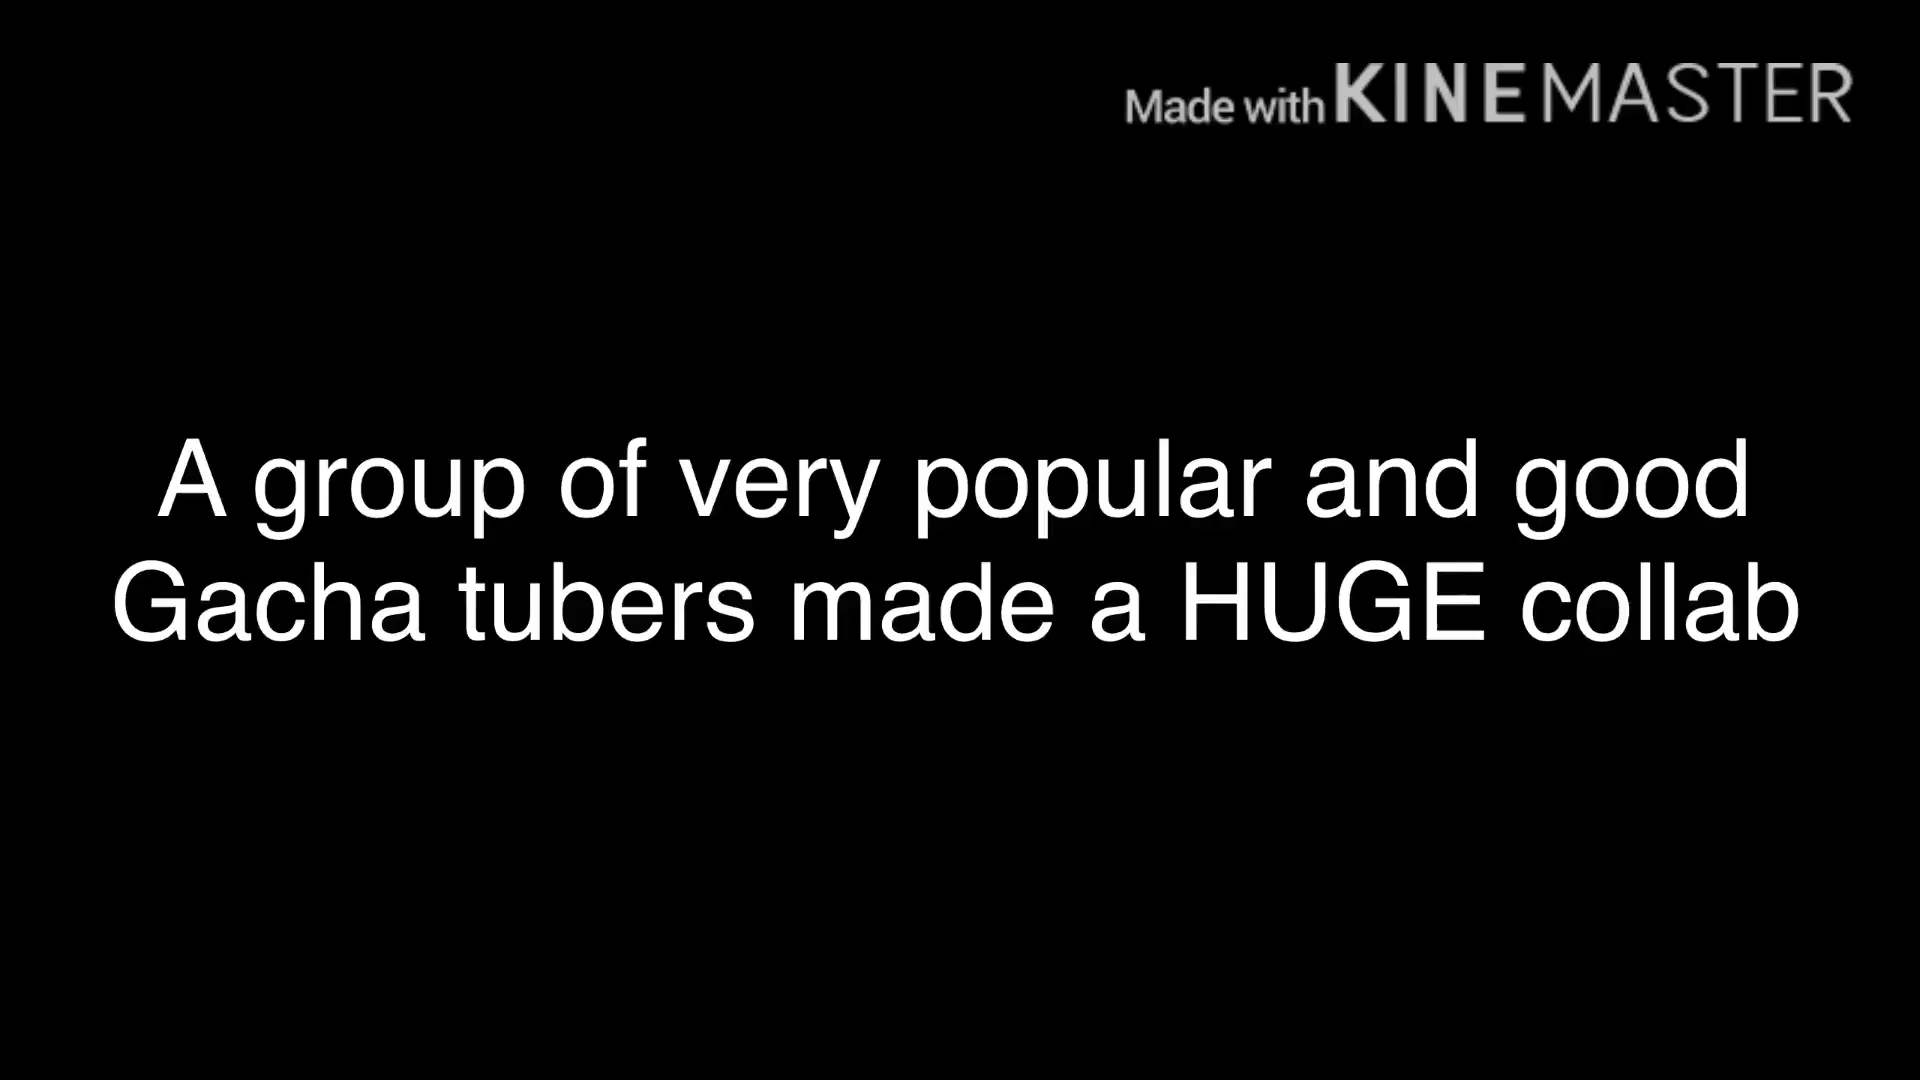 Made with KINEMASTER
A group of very popular and good
Gacha tubers made a HUGE collab